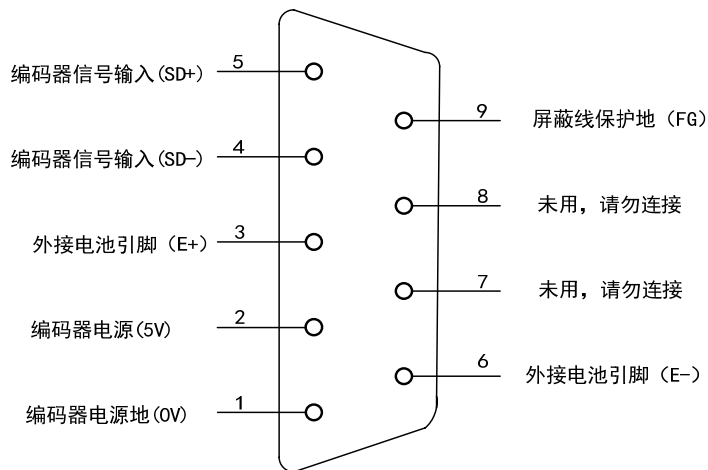 编码器信号输入(SD+) 5
9 屏蔽线保护地（FG）
编码器信号输入(SD-) 4
8 未用，请勿连接
外接电池引脚（E+） 3
7 未用，请勿连接
编码器电源(5V) 2
6 外接电池引脚（E-）
编码器电源地(0V) 1